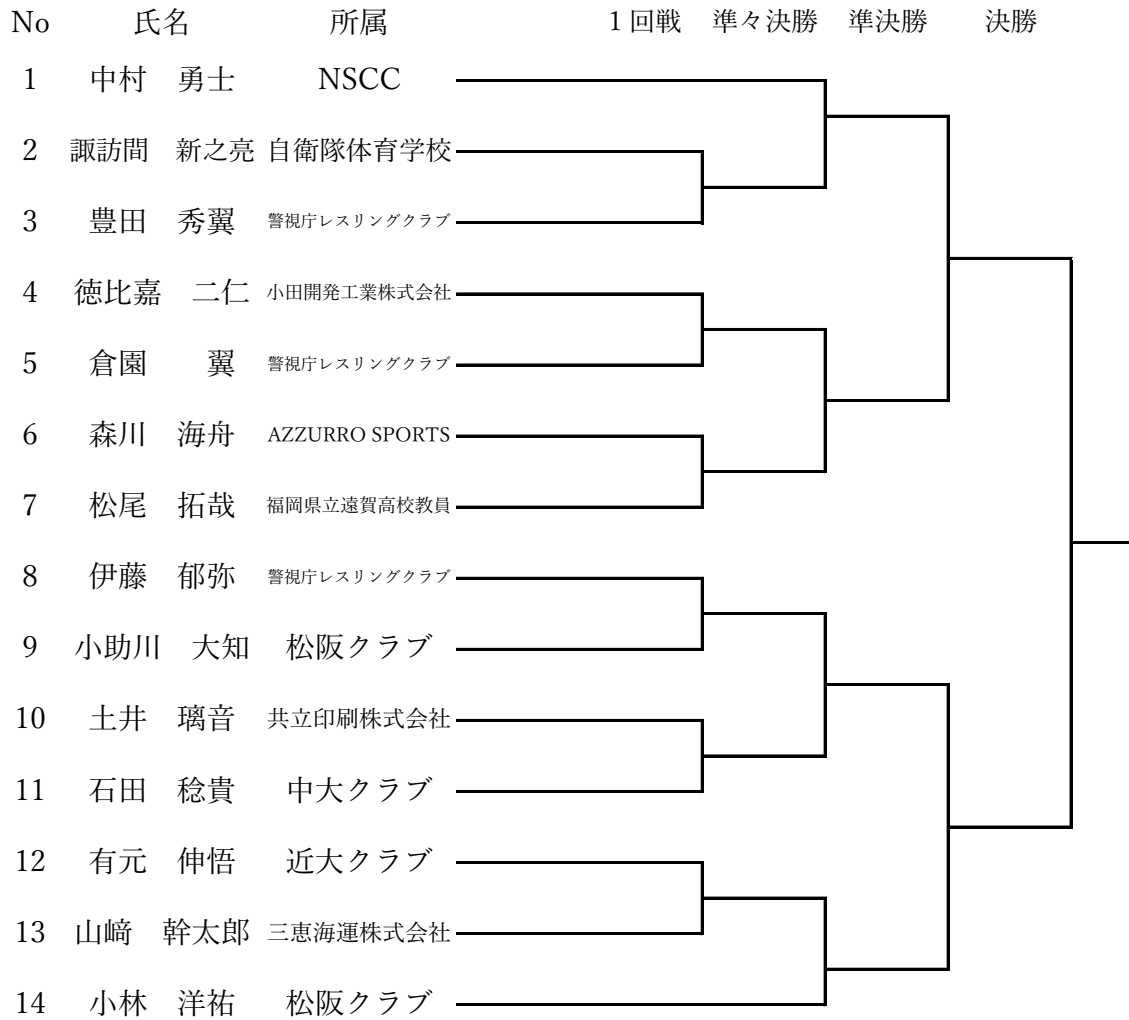 No 氏名 所属 1回戦 準々決勝 準決勝 決勝
1 中村 勇士 NSCC
2 諏訪間 新之亮 自衛隊体育学校
3 豊田 秀翼 警視庁レスリングクラブ
4 徳比嘉 二仁 小田開発工業株式会社
5 倉園 翼 警視庁レスリングクラブ
6 森川 海舟 AZZURRO SPORTS
7 松尾 拓哉 福岡県立遠賀高校教員
8 伊藤 郁弥 警視庁レスリングクラブ
9 小助川 大知 松阪クラブ
10 土井 璃音 共立印刷株式会社
11 石田 稔貴 中大クラブ
12 有元 伸悟 近大クラブ
13 山﨑 幹太郎 三恵海運株式会社
14 小林 洋祐 松阪クラブ